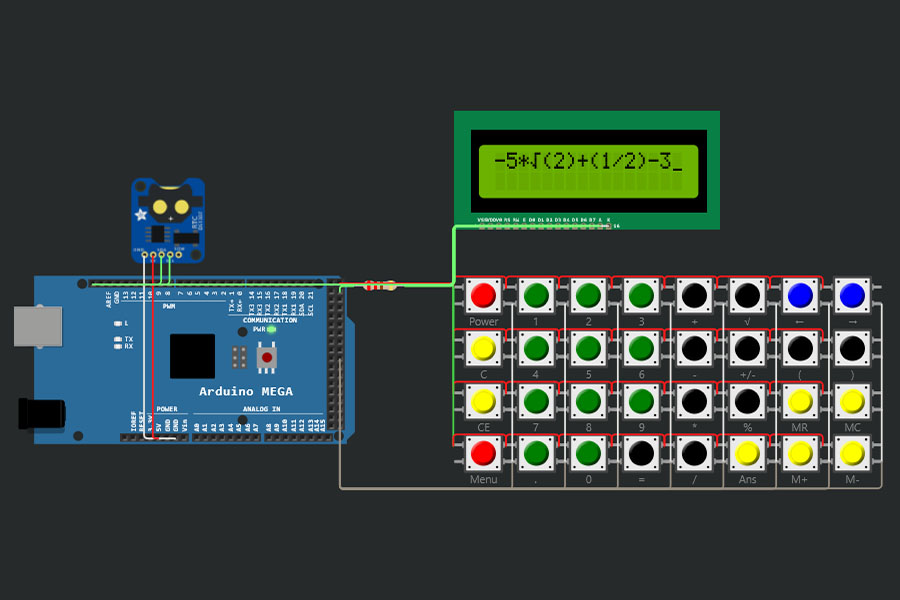 -5*√(2)+(1/2)-3_
VSS VDD V0 RS RW E D0 D1 D2 D3 D4 D5 D6 D7 A K
16
RTC
GND
AREF GND 13 12 11 10 9 8 7 6 5 4 3 2 1 TX3 14 RX3 15 TX2 16 RX2 17 TX1 18 RX1 19 SDA 20 SCL 21
TX→ RX←
PWM
COMMUNICATION
L
PWR
TX
RX
Arduino MEGA
POWER
ANALOG IN
IOREF RESET 3.3V 5V GND GND Vin A0 A1 A2 A3 A4 A5 A6 A7 A8 A9 A10 A11 A12 A13 A14 A15
Power 1 2 3 + √ ← →
C 4 5 6 - +/- ( )
CE 7 8 9 * % MR MC
Menu . 0 = / Ans M+ M-